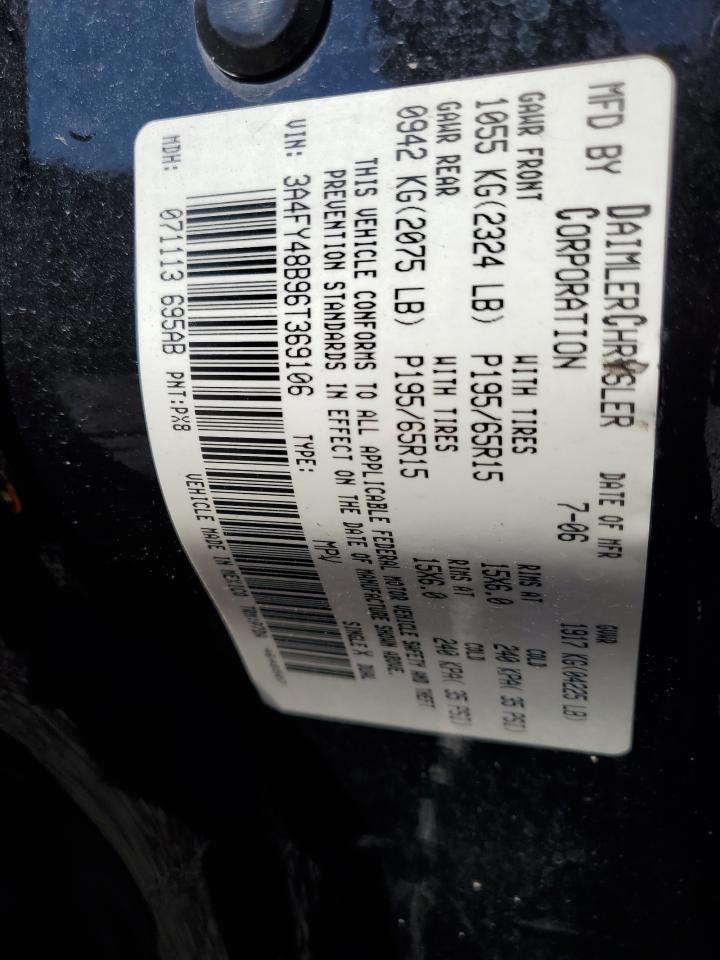 MFD BY DAIMLERCHRYSLER CORPORATION
DATE OF MFR 7-06
GVWR 1917 KG(04225 LB)
GAWR FRONT WITH TIRES RIMS AT COLD
1055 KG(2324 LB) P195/65R15 15X6.0 240 KPA( 35 PSI)
GAWR REAR WITH TIRES RIMS AT COLD
0942 KG(2075 LB) P195/65R15 15X6.0 240 KPA( 35 PSI)
THIS VEHICLE CONFORMS TO ALL APPLICABLE FEDERAL MOTOR VEHICLE SAFETY AND THEFT
PREVENTION STANDARDS IN EFFECT ON THE DATE OF MANUFACTURE SHOWN ABOVE.
VIN: 3A4FY48B96T369106 TYPE: MPV SINGLE X DUAL
MDH: 071113 695AB PNT:PX8 VEHICLE MADE IN MEXICO